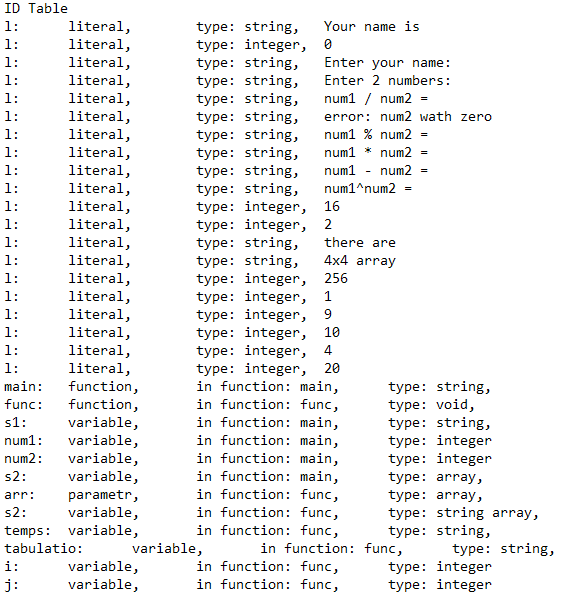 ID Table
l: literal, type: string, Your name is
l: literal, type: integer, 0
l: literal, type: string, Enter your name:
l: literal, type: string, Enter 2 numbers:
l: literal, type: string, num1 / num2 =
l: literal, type: string, error: num2 wath zero
l: literal, type: string, num1 % num2 =
l: literal, type: string, num1 * num2 =
l: literal, type: string, num1 - num2 =
l: literal, type: string, num1^num2 =
l: literal, type: integer, 16
l: literal, type: integer, 2
l: literal, type: string, there are
l: literal, type: string, 4x4 array
l: literal, type: integer, 256
l: literal, type: integer, 1
l: literal, type: integer, 9
l: literal, type: integer, 10
l: literal, type: integer, 4
l: literal, type: integer, 20
main: function, in function: main, type: string,
func: function, in function: func, type: void,
s1: variable, in function: main, type: string,
num1: variable, in function: main, type: integer
num2: variable, in function: main, type: integer
s2: variable, in function: main, type: array,
arr: parametr, in function: func, type: array,
s2: variable, in function: func, type: string array,
temps: variable, in function: func, type: string,
tabulatio: variable, in function: func, type: string,
i: variable, in function: func, type: integer
j: variable, in function: func, type: integer